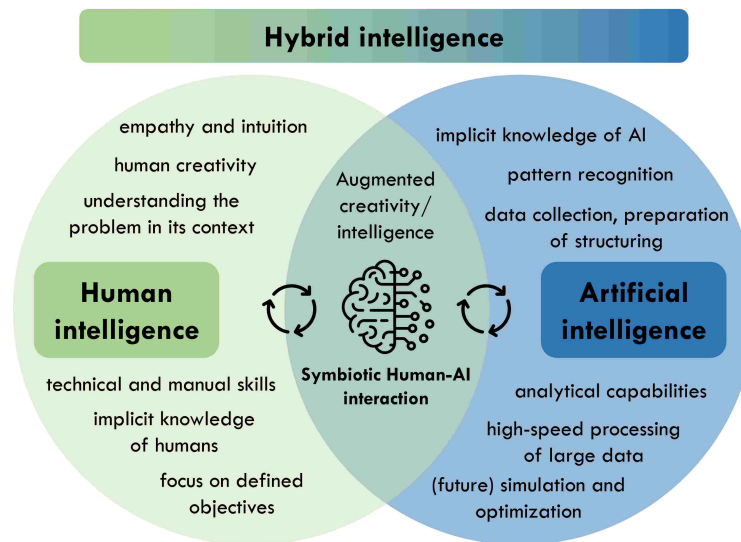 Hybrid intelligence
empathy and intuition
human creativity
understanding the
problem in its context
Human
intelligence
technical and manual skills
implicit knowledge
of humans
focus on defined
objectives
Augmented
creativity/
intelligence
Symbiotic Human-AI
interaction
implicit knowledge of AI
pattern recognition
data collection, preparation
of structuring
Artificial
intelligence
analytical capabilities
high-speed processing
of large data
(future) simulation and
optimization